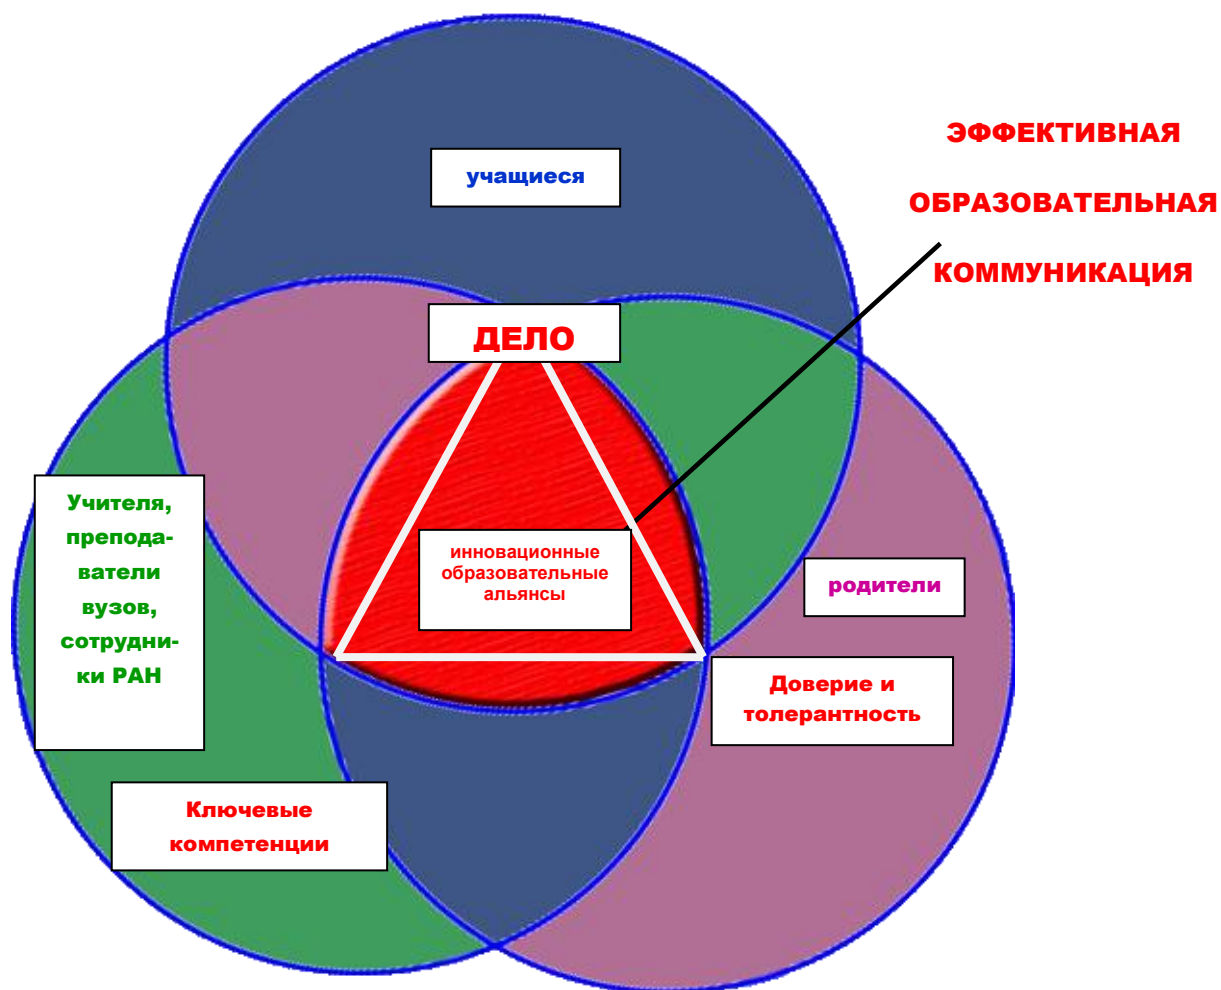 ЭФФЕКТИВНАЯ
ОБРАЗОВАТЕЛЬНАЯ
КОММУНИКАЦИЯ
учащиеся
ДЕЛО
Учителя,
препода-
ватели
вузов,
сотрудни-
ки РАН
инновационные
образовательные
альянсы
родители
Доверие и
толерантность
Ключевые
компетенции